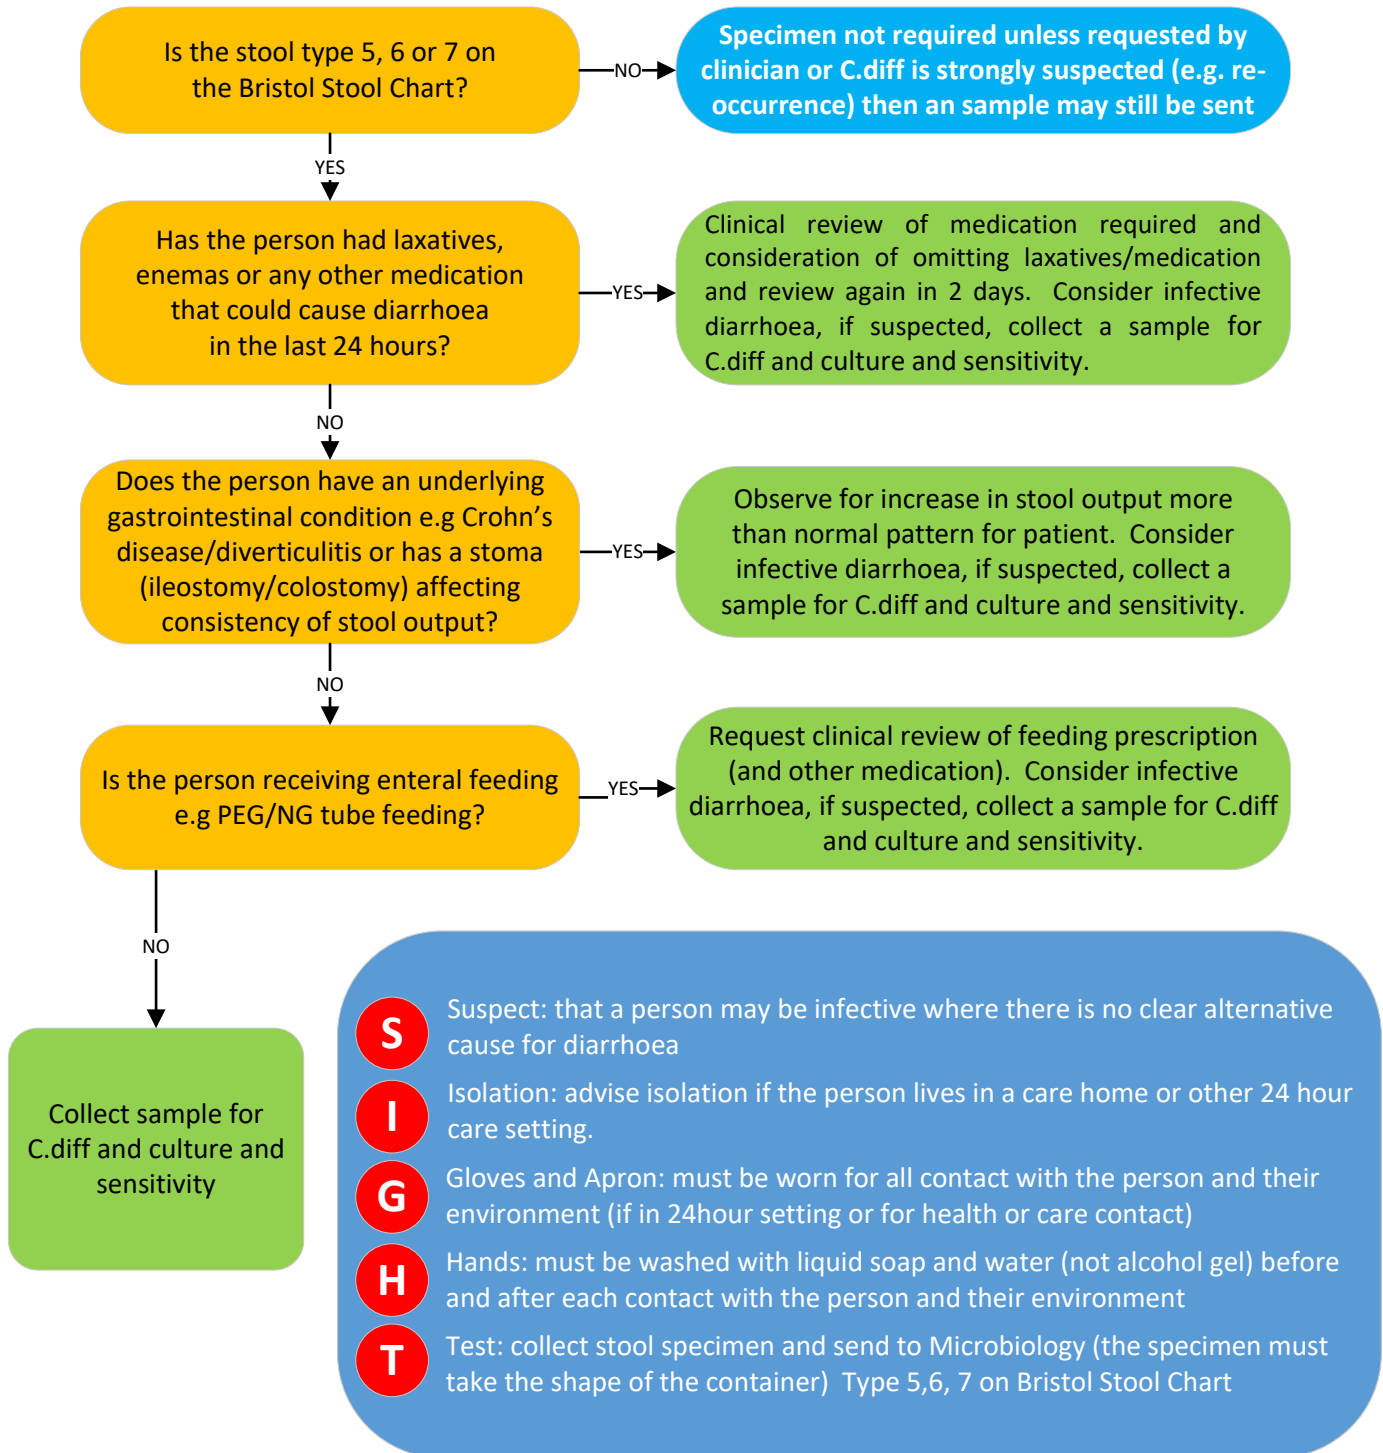 Is the stool type 5, 6 or 7 on
the Bristol Stool Chart?
NO
Specimen not required unless requested by
clinician or C.diff is strongly suspected (e.g. re-
occurrence) then an sample may still be sent
YES
Has the person had laxatives,
enemas or any other medication
that could cause diarrhoea
in the last 24 hours?
YES
Clinical review of medication required and
consideration of omitting laxatives/medication
and review again in 2 days. Consider infective
diarrhoea, if suspected, collect a sample for
C.diff and culture and sensitivity.
NO
Does the person have an underlying
gastrointestinal condition e.g Crohn’s
disease/diverticulitis or has a stoma
(ileostomy/colostomy) affecting
consistency of stool output?
YES
Observe for increase in stool output more
than normal pattern for patient. Consider
infective diarrhoea, if suspected, collect a
sample for C.diff and culture and sensitivity.
NO
Is the person receiving enteral feeding
e.g PEG/NG tube feeding?
YES
Request clinical review of feeding prescription
(and other medication). Consider infective
diarrhoea, if suspected, collect a sample for C.diff
and culture and sensitivity.
NO
Collect sample for
C.diff and culture and
sensitivity
S
Suspect: that a person may be infective where there is no clear alternative
cause for diarrhoea
I
Isolation: advise isolation if the person lives in a care home or other 24 hour
care setting.
G
Gloves and Apron: must be worn for all contact with the person and their
environment (if in 24hour setting or for health or care contact)
H
Hands: must be washed with liquid soap and water (not alcohol gel) before
and after each contact with the person and their environment
T
Test: collect stool specimen and send to Microbiology (the specimen must
take the shape of the container) Type 5,6, 7 on Bristol Stool Chart